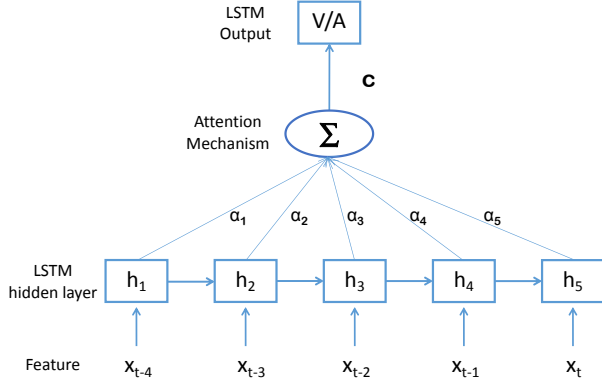 LSTM
Output
V/A
C
Attention
Mechanism
Σ
α₁ α₂ α₃ α₄ α₅
LSTM
hidden layer
h₁ h₂ h₃ h₄ h₅
Feature
xₜ₋₄ xₜ₋₃ xₜ₋₂ xₜ₋₁ xₜ